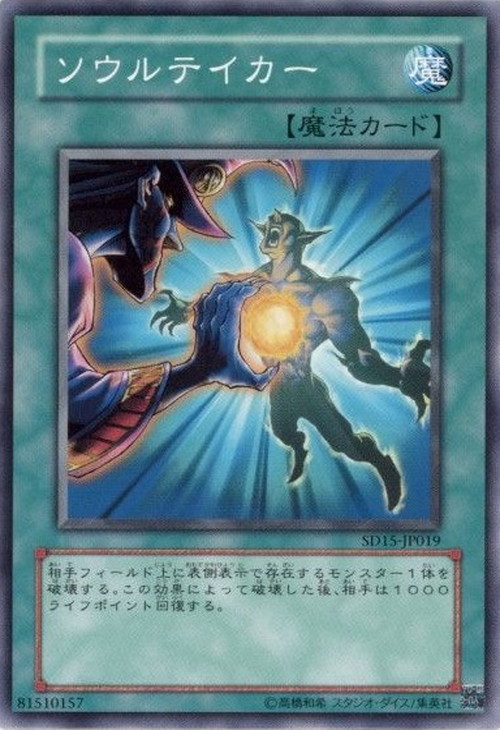 ソウルテイカー
魔
【魔法カード】
SD15-JP019
相手フィールド上に表側表示で存在するモンスター1体を
破壊する。この効果によって破壊した後、相手は1000
ライフポイント回復する。
81510157
©高橋和希 スタジオ・ダイス/集英社